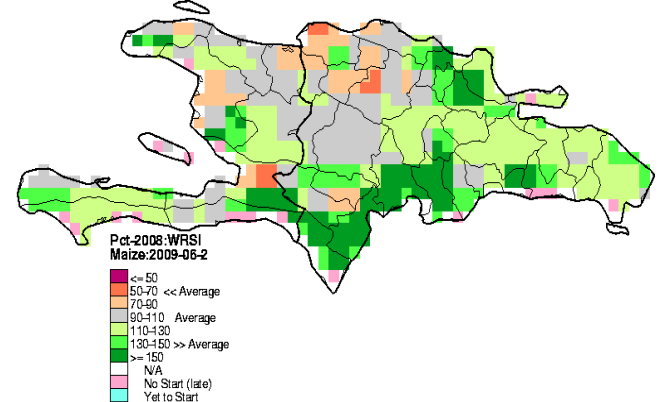 Pct-2008:WRSI
Maize:2009-06-2
<= 50
50-70 << Average
70-90
90-110 Average
110-130
130-150 >> Average
>= 150
N/A
No Start (late)
Yet to Start